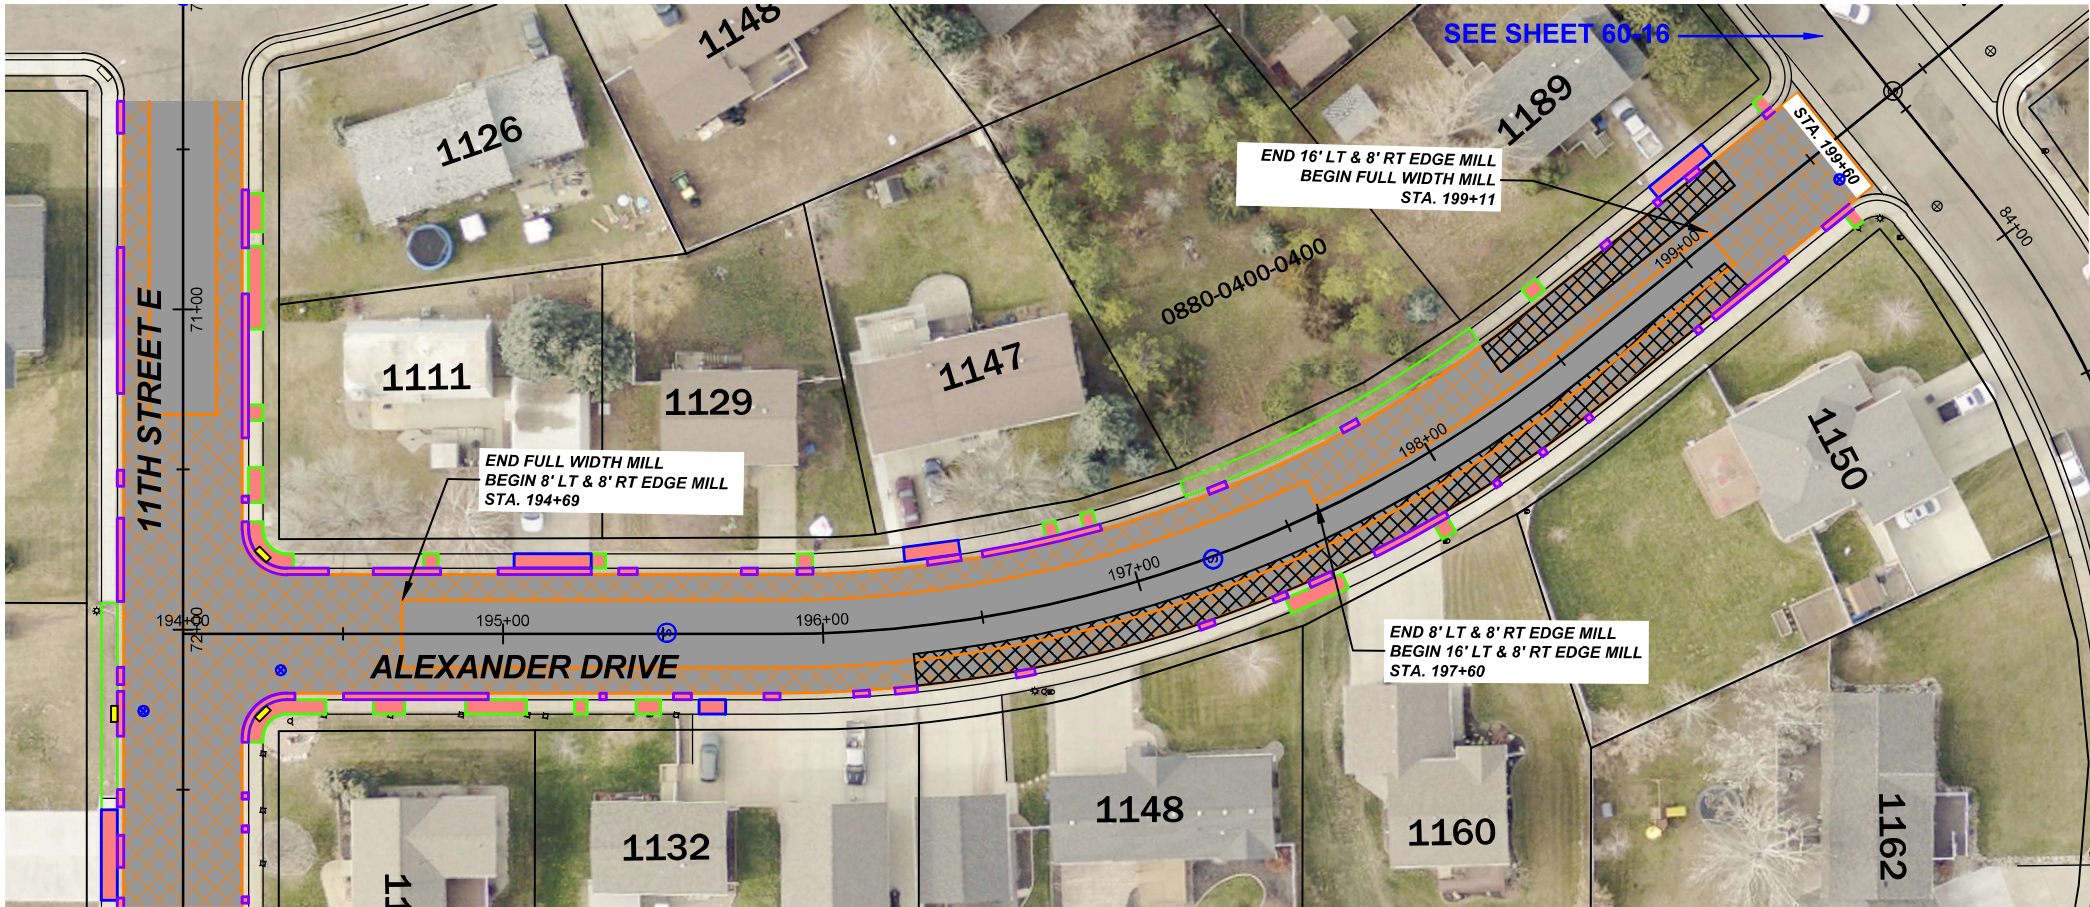 SEE SHEET 60-16
1148
1126
1189
STA. 199+60
END 16' LT & 8' RT EDGE MILL
BEGIN FULL WIDTH MILL
STA. 199+11
84+00
199+00
0880-0400-0400
71+00
11TH STREET E
1111
1129
1147
1150
198+00
END FULL WIDTH MILL
BEGIN 8' LT & 8' RT EDGE MILL
STA. 194+69
197+00
194+00
72+00
195+00
196+00
ALEXANDER DRIVE
END 8' LT & 8' RT EDGE MILL
BEGIN 16' LT & 8' RT EDGE MILL
STA. 197+60
1132
1148
1160
1162
S
S